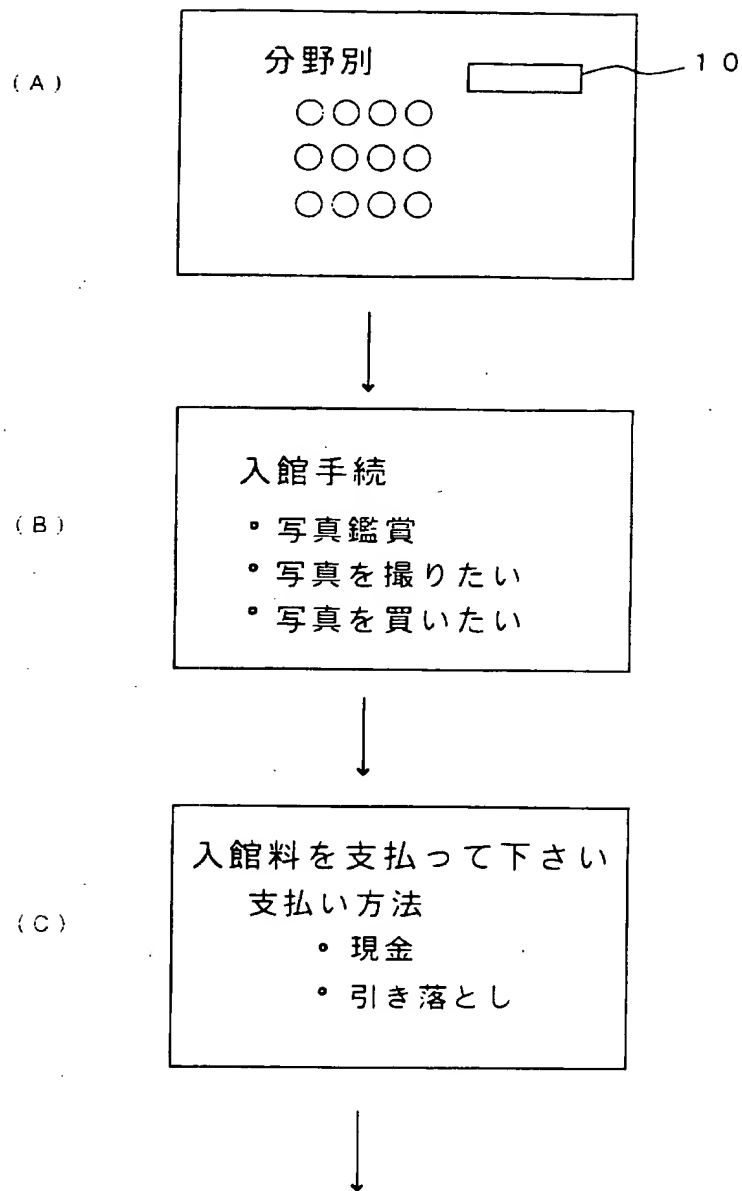 (A)
分野別
10
○○○○
○○○○
○○○○
(B)
入館手続
・写真鑑賞
・写真を撮りたい
・写真を買いたい
(C)
入館料を支払って下さい
支払い方法
・現金
・引き落とし